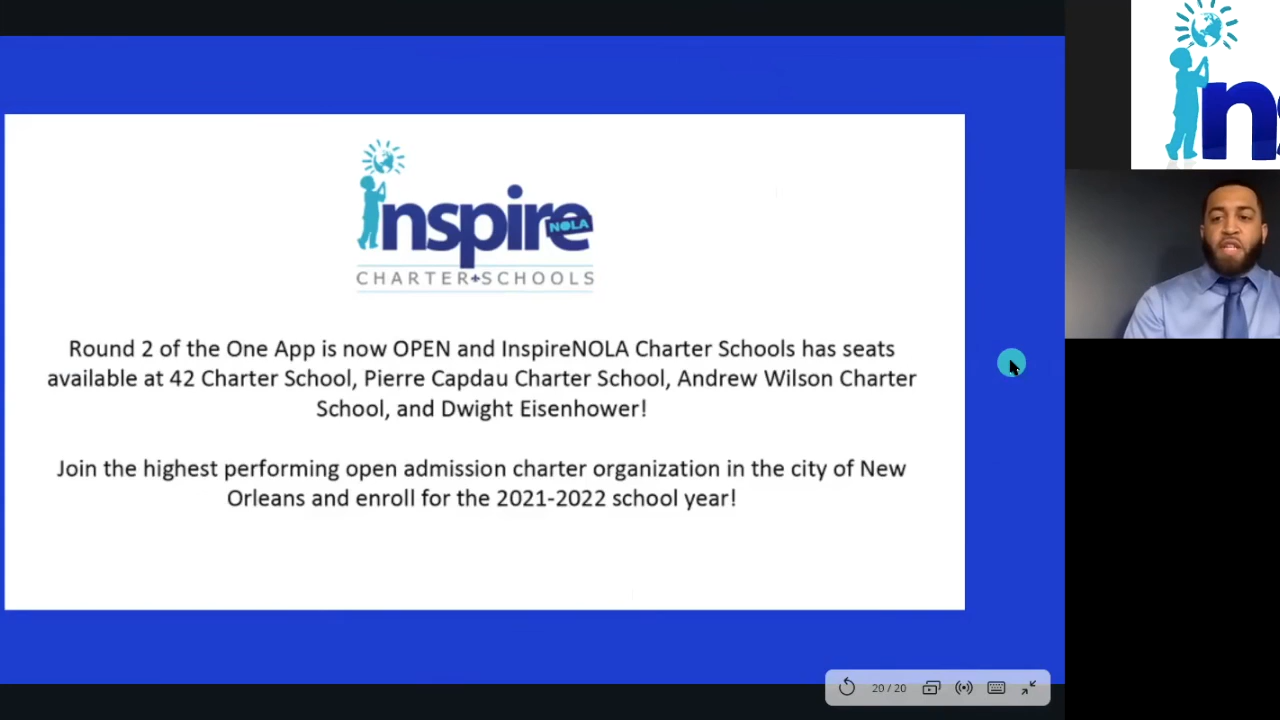 inspire
NOLA
CHARTER+SCHOOLS
Round 2 of the One App is now OPEN and InspireNOLA Charter Schools has seats
available at 42 Charter School, Pierre Capdau Charter School, Andrew Wilson Charter
School, and Dwight Eisenhower!
Join the highest performing open admission charter organization in the city of New
Orleans and enroll for the 2021-2022 school year!
20/20
in